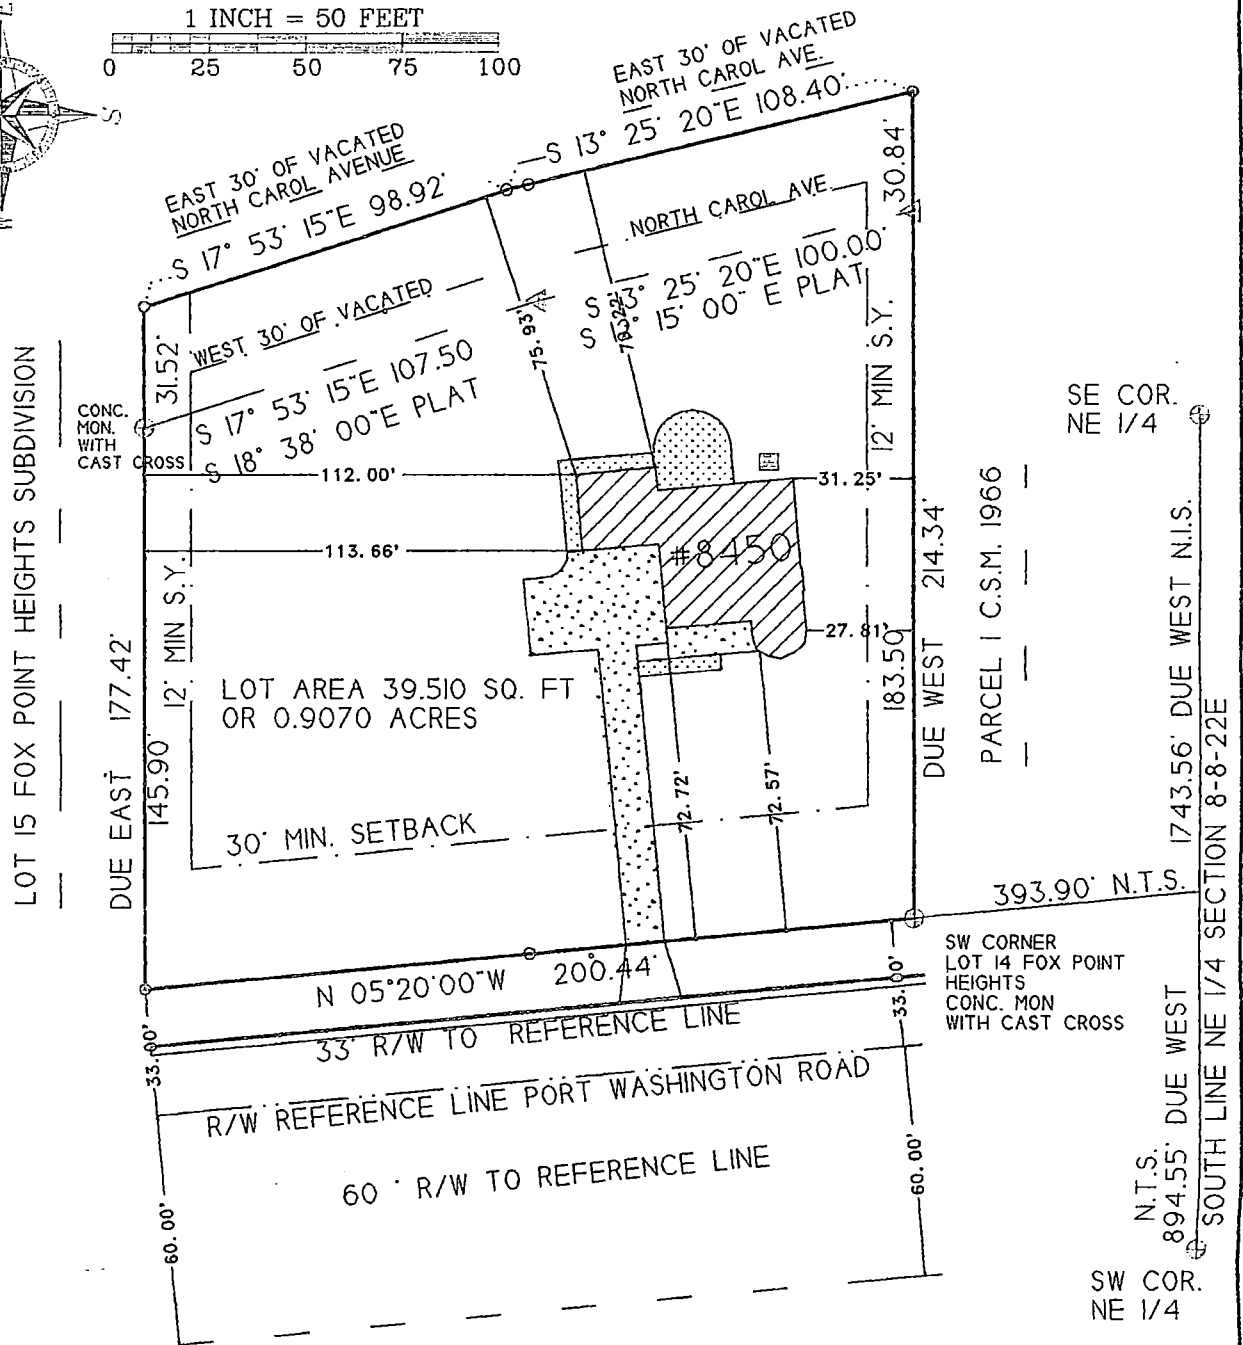 1 INCH = 50 FEET
0 25 50 75 100
E
S
W
EAST 30' OF VACATED
NORTH CAROL AVE.
S 13° 25' 20"E 108.40'
EAST 30' OF VACATED
NORTH CAROL AVENUE
S 17° 53' 15"E 98.92'
NORTH CAROL AVE
30.84'
S 13° 25' 20"E 100.00'
15' 00" E PLAT
WEST 30' OF VACATED
31.52'
S 17° 53' 15"E 107.50
S 18° 38' 00"E PLAT
75.93'
12' MIN S.Y.
CONC.
MON.
WITH
CAST CROSS
LOT 15 FOX POINT HEIGHTS SUBDIVISION
112.00'
31.25'
113.66'
#8450
27.81'
12' MIN S.Y.
DUE EAST 177.42'
145.90'
LOT AREA 39.510 SQ. FT
OR 0.9070 ACRES
183.50'
DUE WEST 214.34'
PARCEL 1 C.S.M. 1966
SE COR.
NE 1/4
1743.56' DUE WEST N.I.S.
72.72'
72.57'
30' MIN. SETBACK
393.90' N.T.S.
N 05°20'00"W 200.44'
SW CORNER
LOT 14 FOX POINT
HEIGHTS
CONC. MON
WITH CAST CROSS
33.00'
33.00'
33' R/W TO REFERENCE LINE
R/W REFERENCE LINE PORT WASHINGTON ROAD
60 ' R/W TO REFERENCE LINE
60.00'
60.00'
N.T.S.
894.55' DUE WEST
SOUTH LINE NE 1/4 SECTION 8-8-22E
SW COR.
NE 1/4